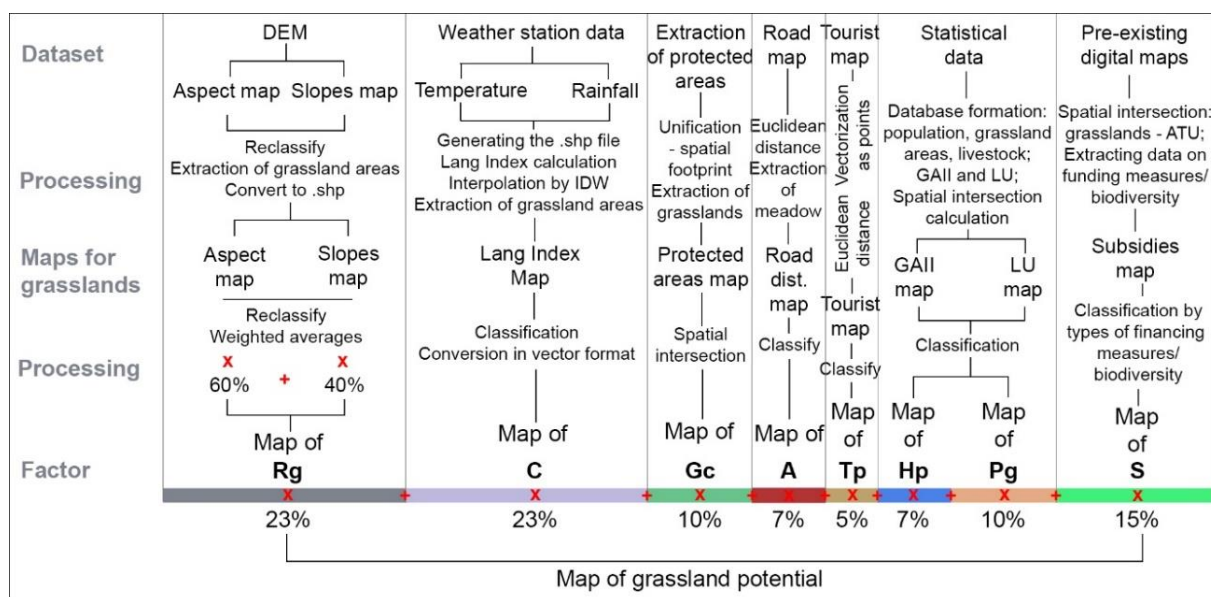 Dataset
DEM
Aspect map Slopes map
Weather station data
Temperature Rainfall
Extraction
of protected
areas
Road
map
Tourist
map
Statistical
data
Pre-existing
digital maps
Processing
Reclassify
Extraction of grassland areas
Convert to .shp
Generating the .shp file
Lang Index calculation
Interpolation by IDW
Extraction of grassland areas
Unification
- spatial
footprint
Extraction of
grasslands
Euclidean
distance
Extraction
of
meadow
Vectorization
as points
Euclidean
distance
Database formation:
population, grassland
areas, livestock;
GAII and LU;
Spatial intersection
calculation
Spatial intersection:
grasslands - ATU;
Extracting data on
funding measures/
biodiversity
Maps for
grasslands
Aspect
map
Slopes
map
Lang Index
Map
Protected
areas map
Road
dist.
map
Tourist
map
GAII
map
LU
map
Subsidies
map
Processing
Reclassify
Weighted averages
x x
60% + 40%
Classification
Conversion in vector format
Spatial
intersection
Classify
Classify
Classification
Classification by
types of financing
measures/
biodiversity
Factor
Map of
Rg
Map of
C
Map of
Gc
Map of
A
Map
of
Tp
Map
of
Hp
Map
of
Pg
Map
of
S
x + x + x + x + x + x + x + x
23% 23% 10% 7% 5% 7% 10% 15%
Map of grassland potential